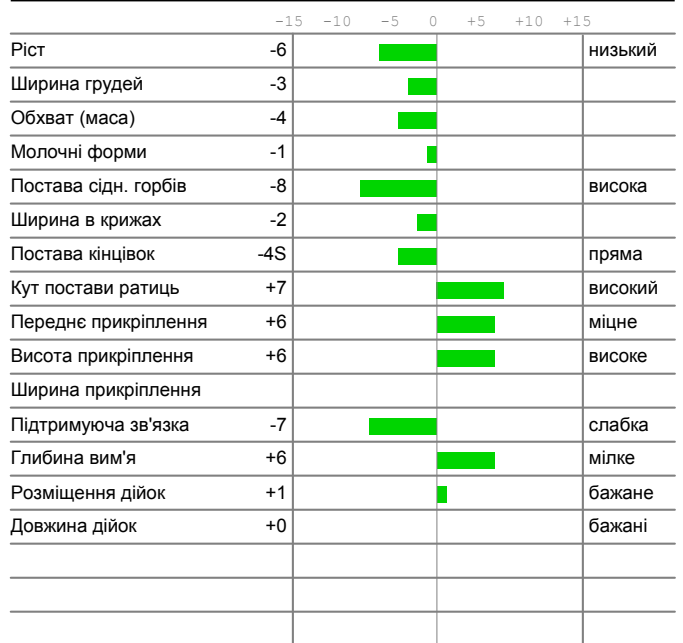 -15 -10 -5 0 +5 +10 +15
Ріст -6 низький
Ширина грудей -3
Обхват (маса) -4
Молочні форми -1
Постава сідн. горбів -8 висока
Ширина в крижах -2
Постава кінцівок -4S пряма
Кут постави ратиць +7 високий
Переднє прикріплення +6 міцне
Висота прикріплення +6 високе
Ширина прикріплення
Підтримуюча зв'язка -7 слабка
Глибина вим'я +6 мілке
Розміщення дійок +1 бажане
Довжина дійок +0 бажані